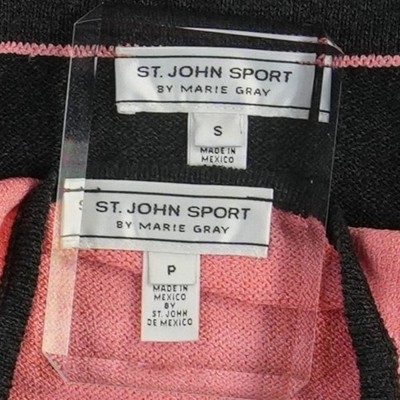 ST. JOHN SPORT
BY MARIE GRAY
S
MADE IN
MEXICO
S
ST. JOHN SPORT
BY MARIE GRAY
P
MADE IN
MEXICO
BY
ST. JOHN
DE MEXICO